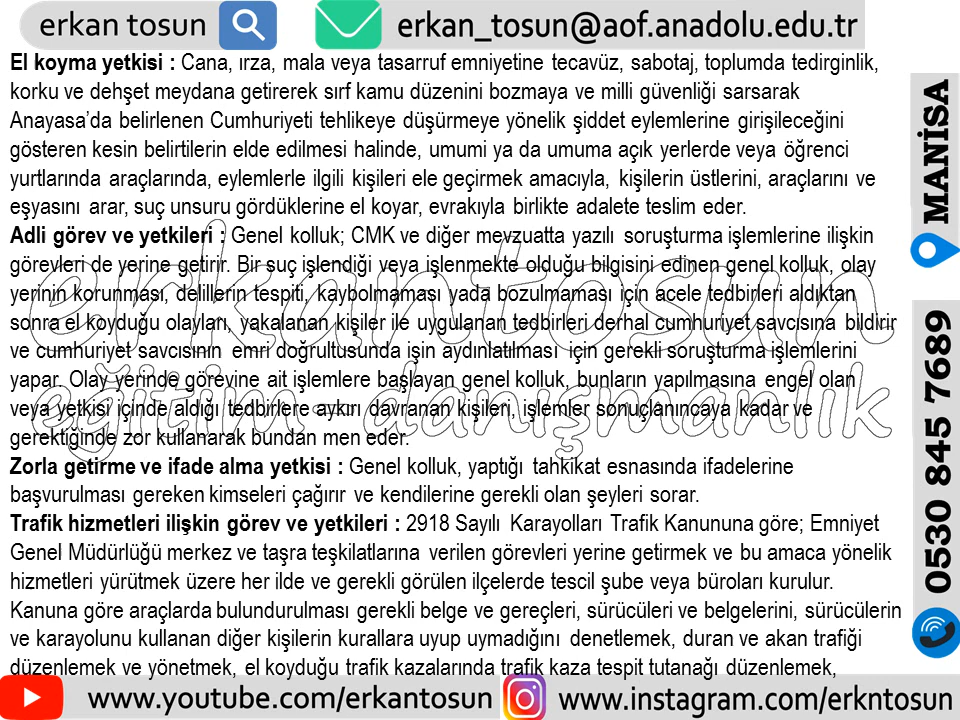 erkan tosun
erkan_tosun@aof.anadolu.edu.tr
El koyma yetkisi : Cana, ırza, mala veya tasarruf emniyetine tecavüz, sabotaj, toplumda tedirginlik,
korku ve dehşet meydana getirerek sırf kamu düzenini bozmaya ve milli güvenliği sarsarak
Anayasa’da belirlenen Cumhuriyeti tehlikeye düşürmeye yönelik şiddet eylemlerine girişileceğini
gösteren kesin belirtilerin elde edilmesi halinde, umumi ya da umuma açık yerlerde veya öğrenci
yurtlarında araçlarında, eylemlerle ilgili kişileri ele geçirmek amacıyla, kişilerin üstlerini, araçlarını ve
eşyasını arar, suç unsuru gördüklerine el koyar, evrakıyla birlikte adalete teslim eder.
Adli görev ve yetkileri : Genel kolluk; CMK ve diğer mevzuatta yazılı soruşturma işlemlerine ilişkin
görevleri de yerine getirir. Bir suç işlendiği veya işlenmekte olduğu bilgisini edinen genel kolluk, olay
yerinin korunması, delillerin tespiti, kaybolmaması yada bozulmaması için acele tedbirleri aldıktan
sonra el koyduğu olayları, yakalanan kişiler ile uygulanan tedbirleri derhal cumhuriyet savcısına bildirir
ve cumhuriyet savcısının emri doğrultusunda işin aydınlatılması için gerekli soruşturma işlemlerini
yapar. Olay yerinde görevine ait işlemlere başlayan genel kolluk, bunların yapılmasına engel olan
veya yetkisi içinde aldığı tedbirlere aykırı davranan kişileri, işlemler sonuçlanıncaya kadar ve
gerektiğinde zor kullanarak bundan men eder.
Zorla getirme ve ifade alma yetkisi : Genel kolluk, yaptığı tahkikat esnasında ifadelerine
başvurulması gereken kimseleri çağırır ve kendilerine gerekli olan şeyleri sorar.
Trafik hizmetleri ilişkin görev ve yetkileri : 2918 Sayılı Karayolları Trafik Kanununa göre; Emniyet
Genel Müdürlüğü merkez ve taşra teşkilatlarına verilen görevleri yerine getirmek ve bu amaca yönelik
hizmetleri yürütmek üzere her ilde ve gerekli görülen ilçelerde tescil şube veya büroları kurulur.
Kanuna göre araçlarda bulundurulması gerekli belge ve gereçleri, sürücüleri ve belgelerini, sürücülerin
ve karayolunu kullanan diğer kişilerin kurallara uyup uymadığını denetlemek, duran ve akan trafiği
düzenlemek ve yönetmek, el koyduğu trafik kazalarında trafik kaza tespit tutanağı düzenlemek,
erkan tosun
eğitim danışmanlık
MANİSA
0530 845 7689
www.youtube.com/erkantosun
www.instagram.com/erkntosun